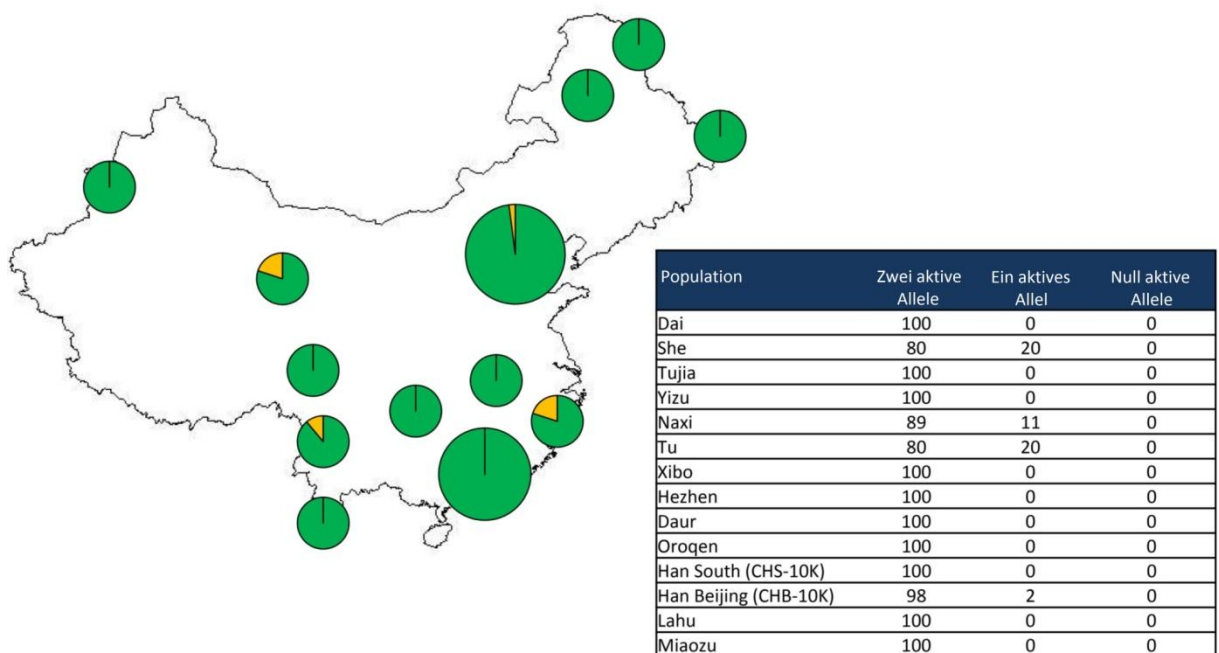 Population Zwei aktive Allele Ein aktives Allel Null aktive Allele
Dai 100 0 0
She 80 20 0
Tujia 100 0 0
Yizu 100 0 0
Naxi 89 11 0
Tu 80 20 0
Xibo 100 0 0
Hezhen 100 0 0
Daur 100 0 0
Oroqen 100 0 0
Han South (CHS-10K) 100 0 0
Han Beijing (CHB-10K) 98 2 0
Lahu 100 0 0
Miaozu 100 0 0